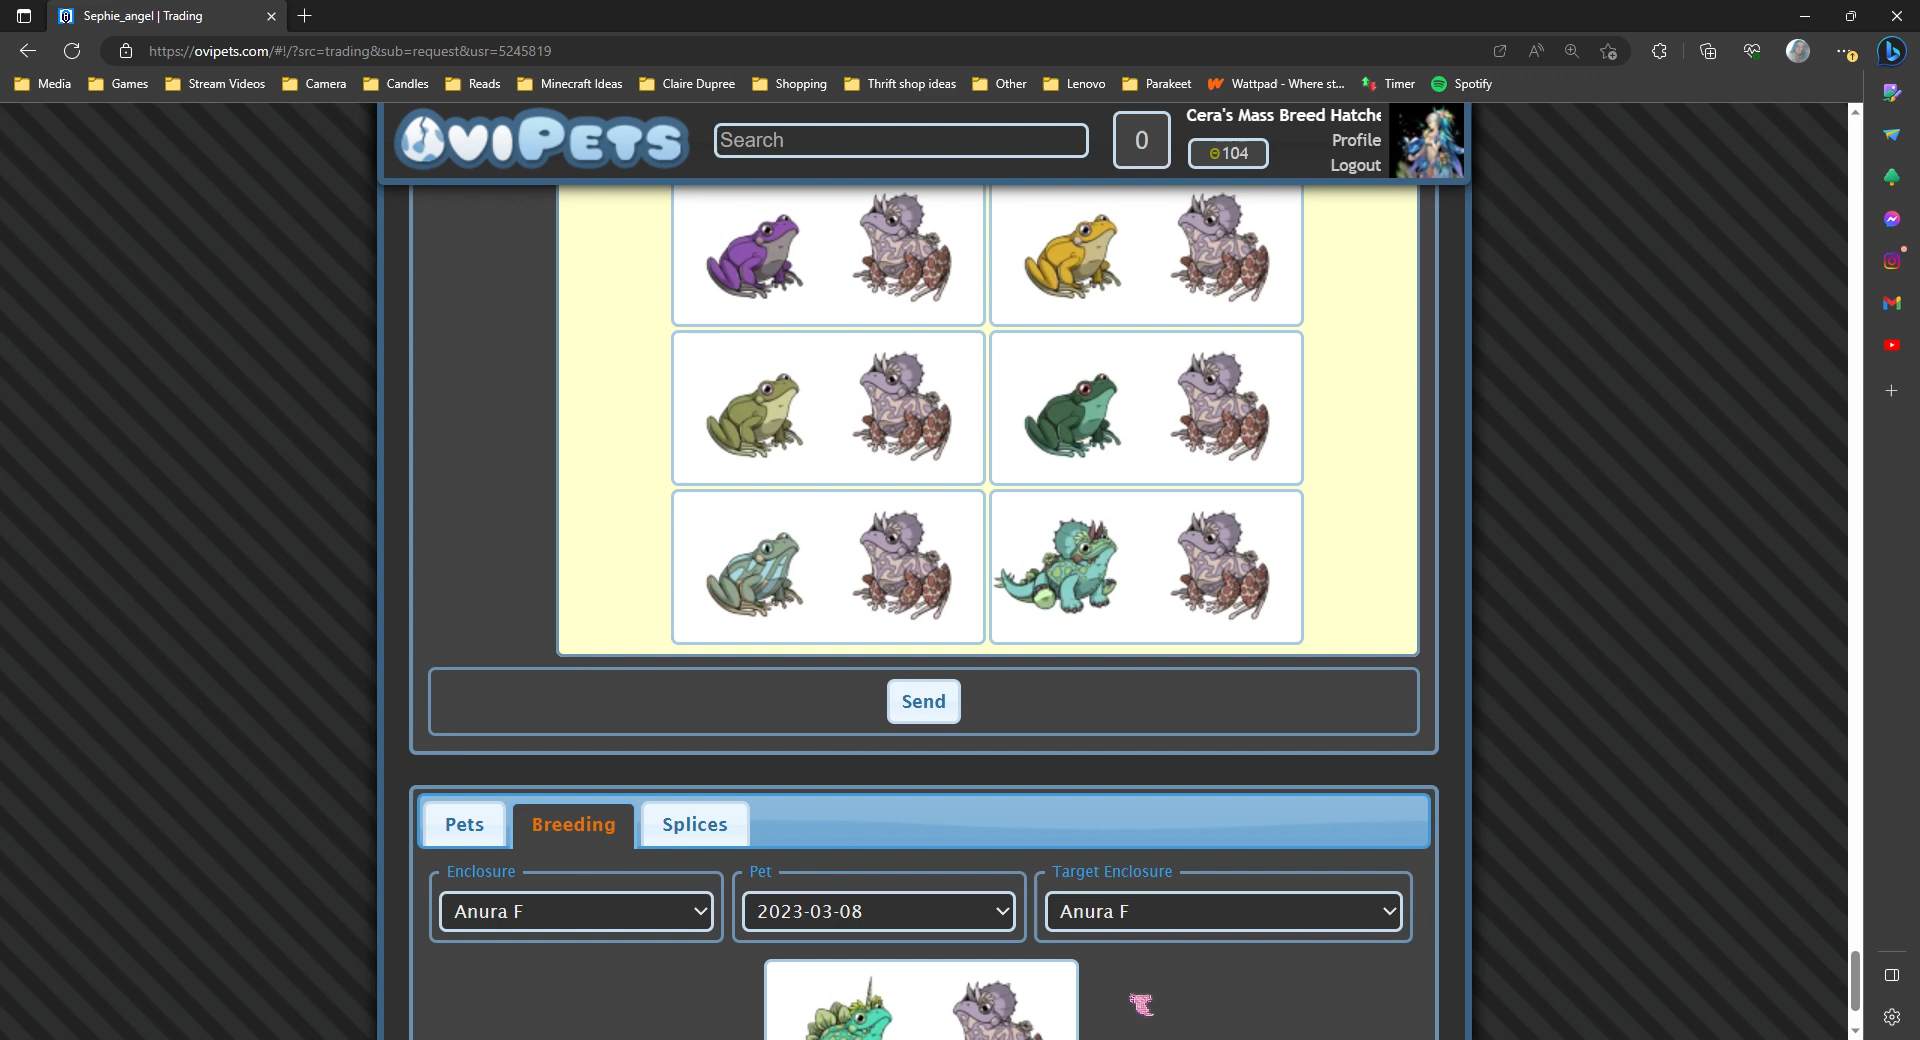 Sephie_angel | Trading
https://ovipets.com/#!/?src=trading&sub=request&usr=5245819
Media Games Stream Videos Camera Candles Reads Minecraft Ideas Claire Dupree Shopping Thrift shop ideas Other Lenovo Parakeet Wattpad - Where st... Timer Spotify
OviPets
Search
0
Cera's Mass Breed Hatche
104
Profile
Logout
Send
Pets Breeding Splices
Enclosure Pet Target Enclosure
Anura F 2023-03-08 Anura F